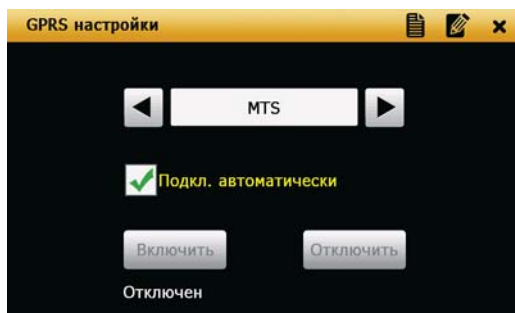 GPRS настройки
MTS
Подкл. автоматически
Включить Отключить
Отключен